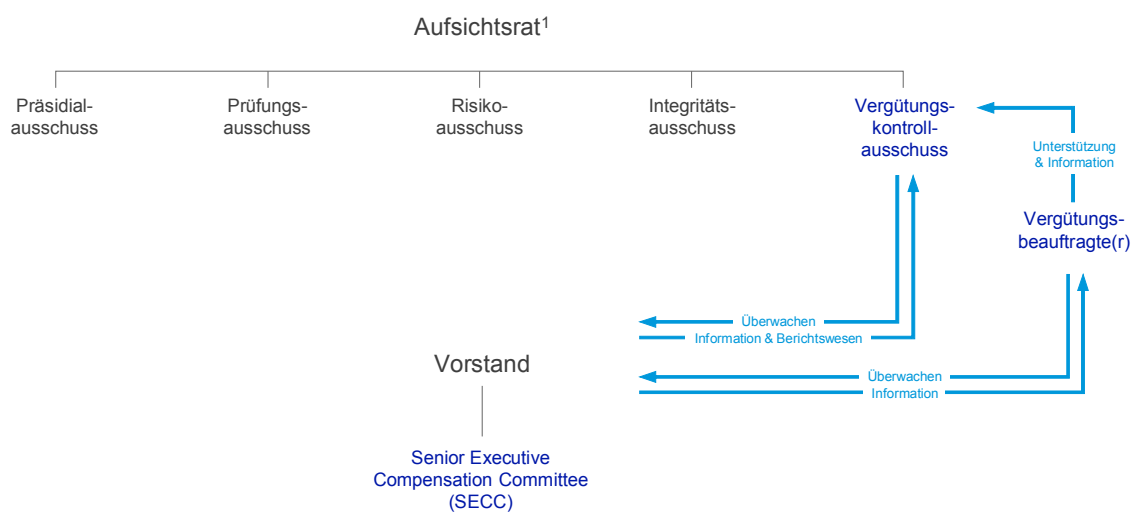 Aufsichtsrat¹
Präsidial-
ausschuss
Prüfungs-
ausschuss
Risiko-
ausschuss
Integritäts-
ausschuss
Vergütungs-
kontroll-
ausschuss
Unterstützung
& Information
Vergütungs-
beauftragte(r)
Überwachen
Information & Berichtswesen
Vorstand
Überwachen
Information
Senior Executive
Compensation Committee
(SECC)